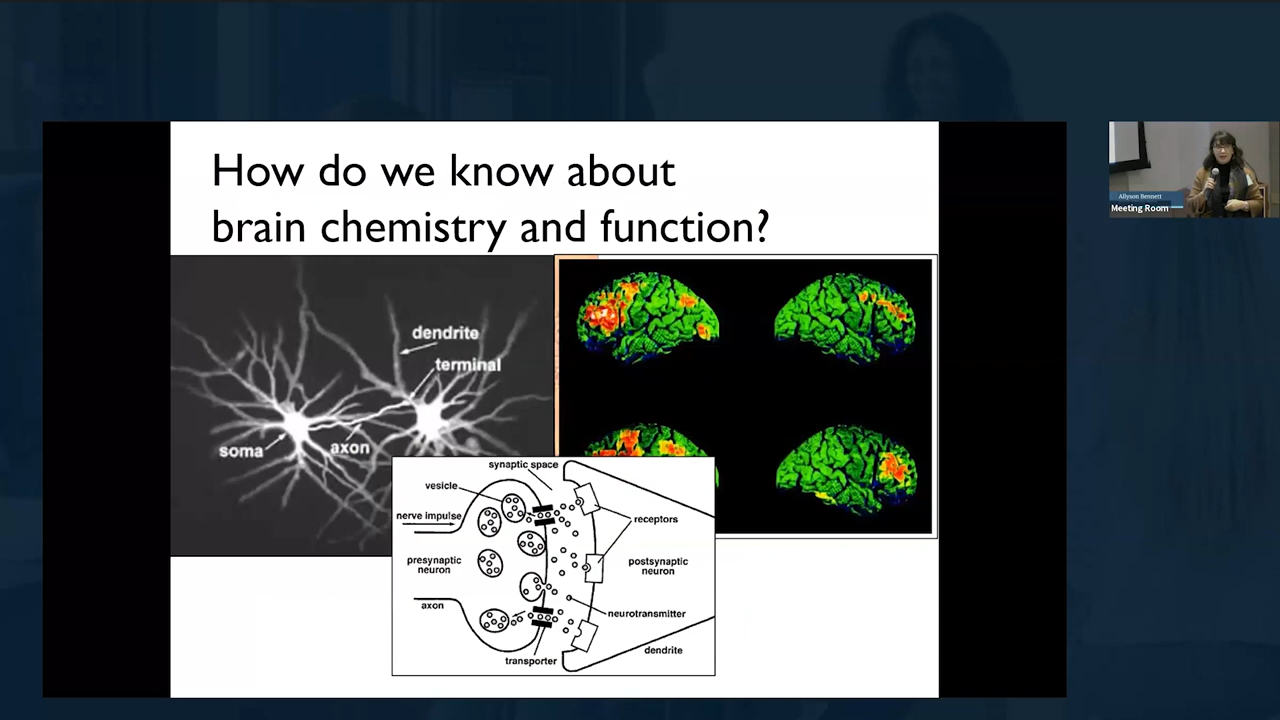 How do we know about
brain chemistry and function?
dendrite
terminal
soma
axon
synaptic space
vesicle
nerve impulse
receptors
presynaptic
neuron
postsynaptic
neuron
axon
neurotransmitter
dendrite
transporter
Allyson Bennett
Meeting Room